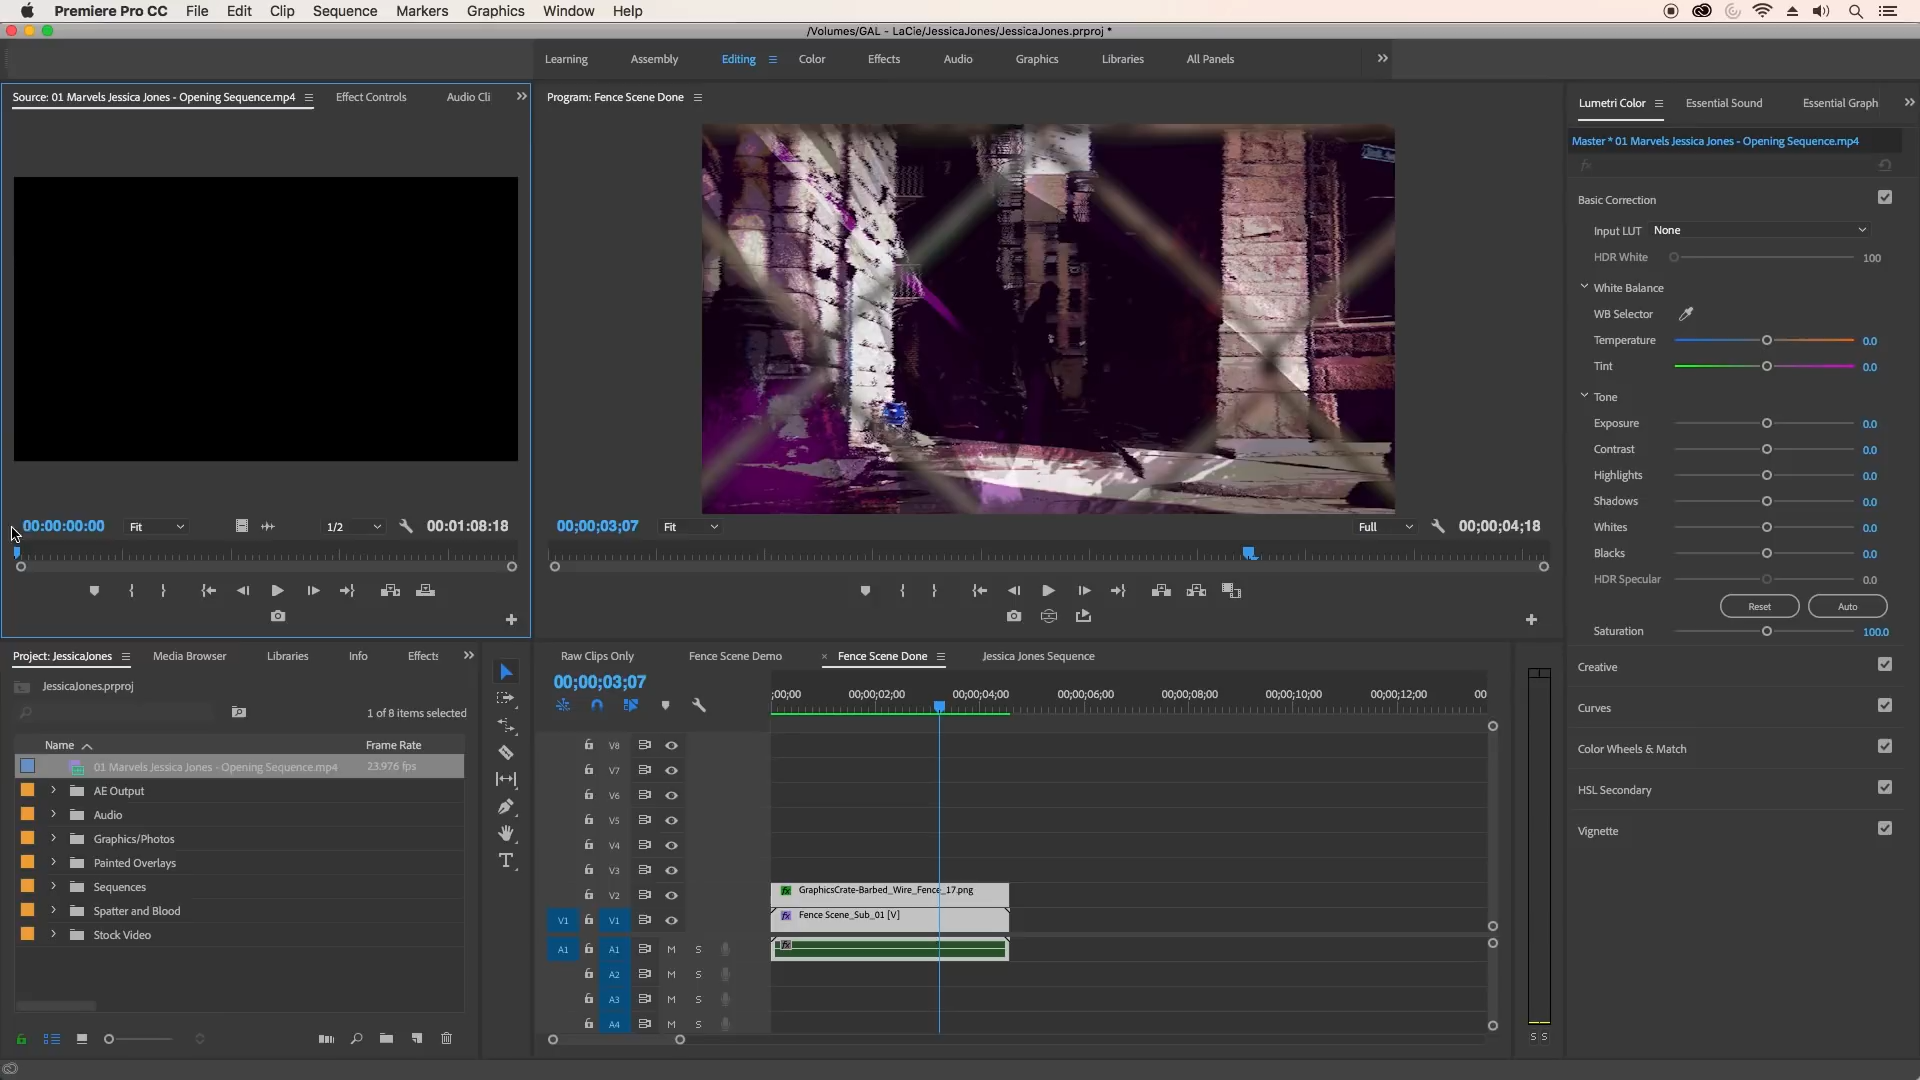 Premiere Pro CC File Edit Clip Sequence Markers Graphics Window Help
/Volumes/GAL - LaCie/JessicaJones/JessicaJones.prproj *
Learning Assembly Editing Color Effects Audio Graphics Libraries All Panels
Source: 01 Marvels Jessica Jones - Opening Sequence.mp4 Effect Controls Audio Cli
Program: Fence Scene Done
00:00:00:00 Fit 1/2 00:01:08:18
00;00;03;07 Fit Full 00;00;04;18
Lumetri Color Essential Sound Essential Graph
Master * 01 Marvels Jessica Jones - Opening Sequence.mp4
fx
Basic Correction
Input LUT None
HDR White 100
White Balance
WB Selector
Temperature 0.0
Tint 0.0
Tone
Exposure 0.0
Contrast 0.0
Highlights 0.0
Shadows 0.0
Whites 0.0
Blacks 0.0
HDR Specular 0.0
Reset Auto
Saturation 100.0
Creative
Curves
Color Wheels & Match
HSL Secondary
Vignette
Project: JessicaJones Media Browser Libraries Info Effects
JessicaJones.prproj
1 of 8 items selected
Name Frame Rate
01 Marvels Jessica Jones - Opening Sequence.mp4 23.976 fps
AE Output
Audio
Graphics/Photos
Painted Overlays
Sequences
Spatter and Blood
Stock Video
T
Raw Clips Only Fence Scene Demo × Fence Scene Done Jessica Jones Sequence
00;00;03;07
;00;00 00;00;02;00 00;00;04;00 00;00;06;00 00;00;08;00 00;00;10;00 00;00;12;00 00
V8
V7
V6
V5
V4
V3
V2 fx GraphicsCrate-Barbed_Wire_Fence_17.png
V1 V1 fx Fence Scene_Sub_01 [V]
A1 A1 M S fx
A2 M S
A3 M S
A4 M S
S S